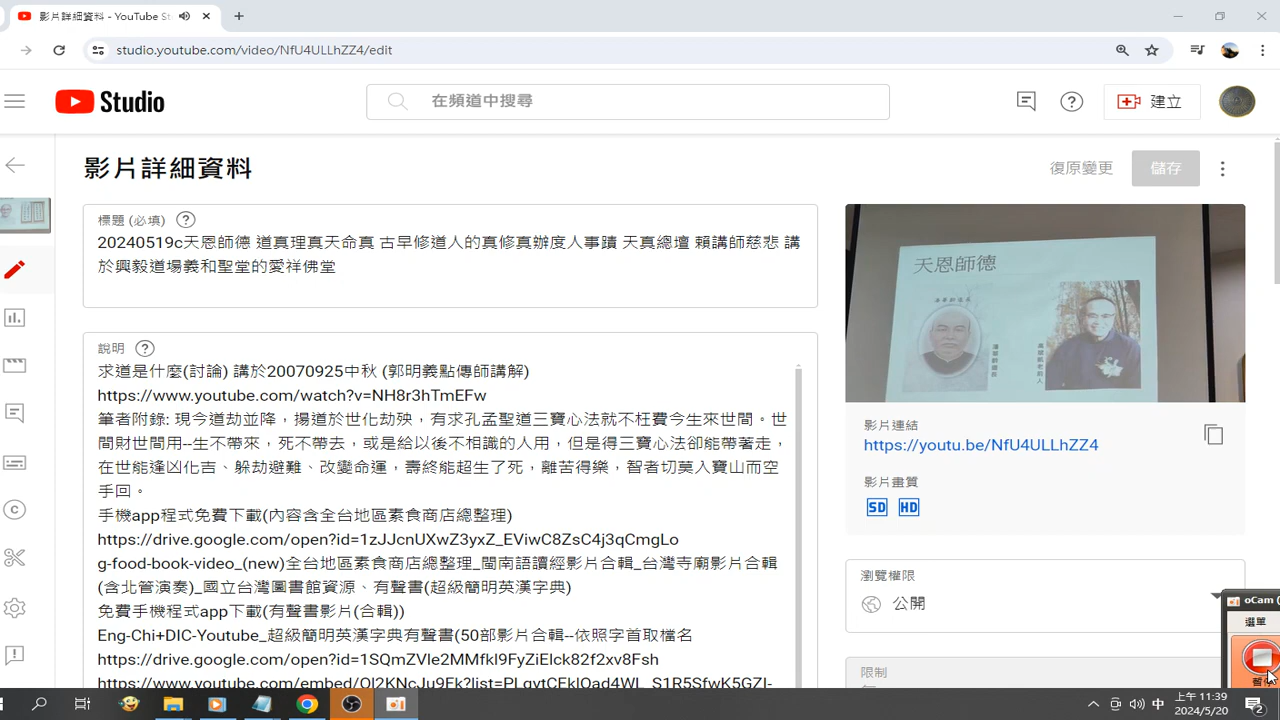 影片詳細資料 - YouTube St
studio.youtube.com/video/NfU4ULLhZZ4/edit
Studio
在頻道中搜尋
建立
影片詳細資料
復原變更
儲存
標題 (必填)
20240519c天恩師德 道真理真天命真 古早修道人的真修真辦度人事蹟 天真總壇 賴講師慈悲 講
於興毅道場義和聖堂的愛祥佛堂
說明
求道是什麼(討論) 講於20070925中秋 (郭明義點傳師講解)
https://www.youtube.com/watch?v=NH8r3hTmEFw
筆者附錄: 現今道劫並降，揚道於世化劫殃，有求孔孟聖道三寶心法就不枉費今生來世間。世
間財世間用--生不帶來，死不帶去，或是給以後不相識的人用，但是得三寶心法卻能帶著走，
在世能逢凶化吉、躲劫避難、改變命運，壽終能超生了死，離苦得樂，智者切莫入寶山而空
手回。
手機app程式免費下載(內容含全台地區素食商店總整理)
https://drive.google.com/open?id=1zJJcnUXwZ3yxZ_EViwC8ZsC4j3qCmgLo
g-food-book-video_(new)全台地區素食商店總整理_閩南語讀經影片合輯_台灣寺廟影片合輯
(含北管演奏)_國立台灣圖書館資源、有聲書(超級簡明英漢字典)
免費手機程式app下載(有聲書影片(合輯))
Eng-Chi+DIC-Youtube_超級簡明英漢字典有聲書(50部影片合輯--依照字首取檔名
https://drive.google.com/open?id=1SQmZVle2MMfkl9FyZiEIck82f2xv8Fsh
天恩師德
影片連結
https://youtu.be/NfU4ULLhZZ4
影片畫質
SD HD
瀏覽權限
公開
限制
oCam (
選單
中
上午 11:39
2024/5/20
2